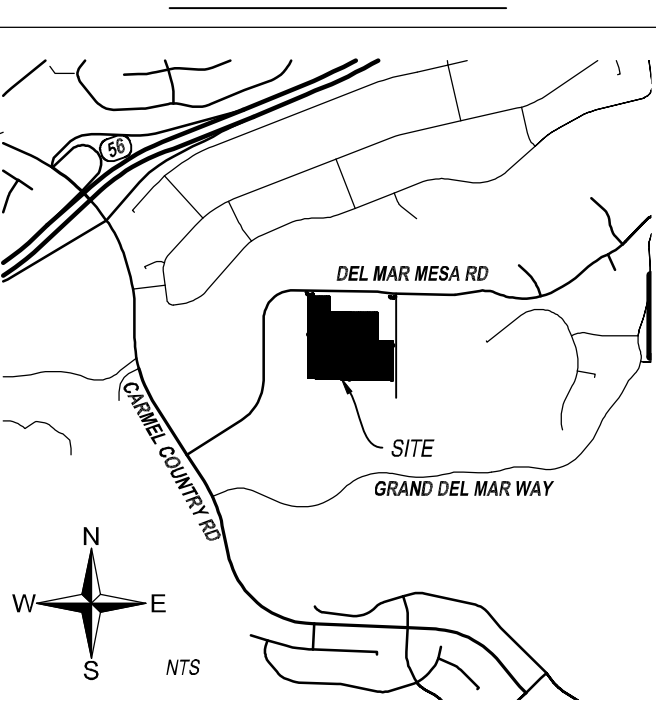 56
DEL MAR MESA RD
SITE
CARMEL COUNTRY RD
GRAND DEL MAR WAY
N
W E
S
NTS